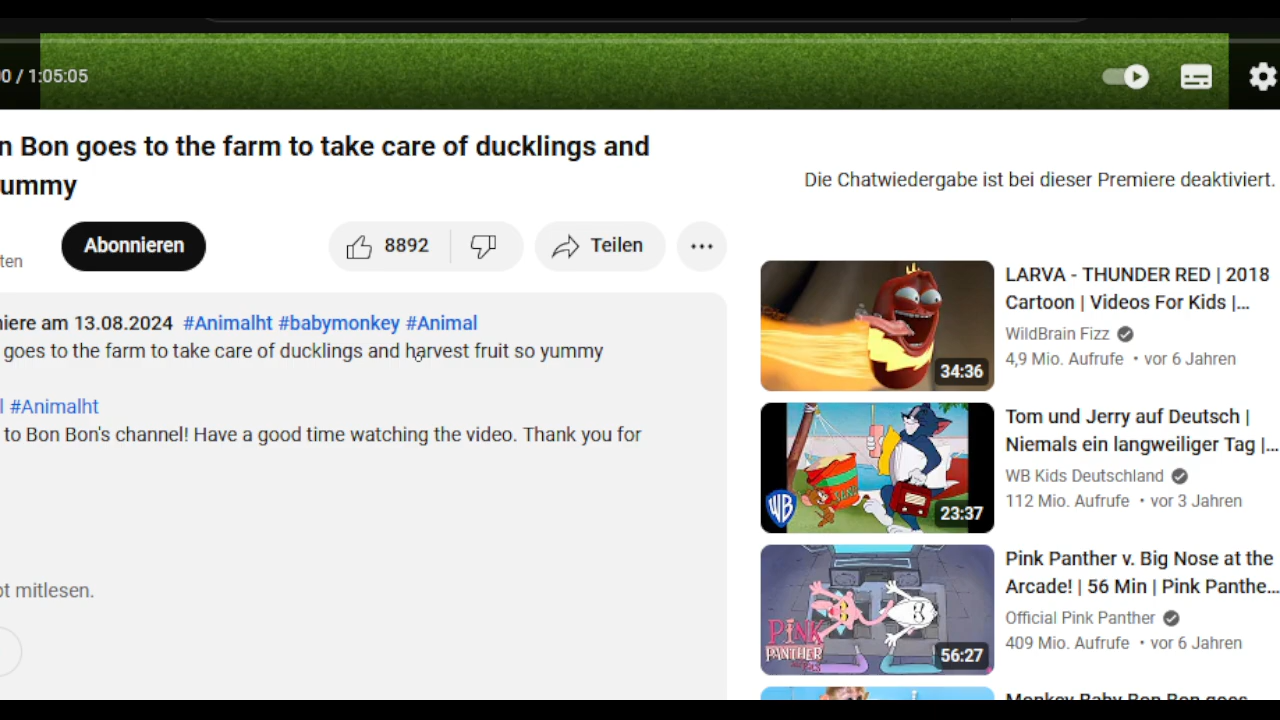 / 1:05:05
Bon goes to the farm to take care of ducklings and
Die Chatwiedergabe ist bei dieser Premiere deaktiviert.
Abonnieren
8892
Teilen
am 13.08.2024 #Animalht #babymonkey #Animal
goes to the farm to take care of ducklings and harvest fruit so yummy
#Animalht
to Bon Bon's channel! Have a good time watching the video. Thank you for
mitlesen.
LARVA - THUNDER RED | 2018
Cartoon | Videos For Kids |...
WildBrain Fizz
4,9 Mio. Aufrufe • vor 6 Jahren
34:36
Tom und Jerry auf Deutsch |
Niemals ein langweiliger Tag |...
WB Kids Deutschland
112 Mio. Aufrufe • vor 3 Jahren
WB
23:37
Pink Panther v. Big Nose at the
Arcade! | 56 Min | Pink Panthe...
Official Pink Panther
409 Mio. Aufrufe • vor 6 Jahren
PINK
PANTHER
56:27
Monkey Baby Bon Bon goes